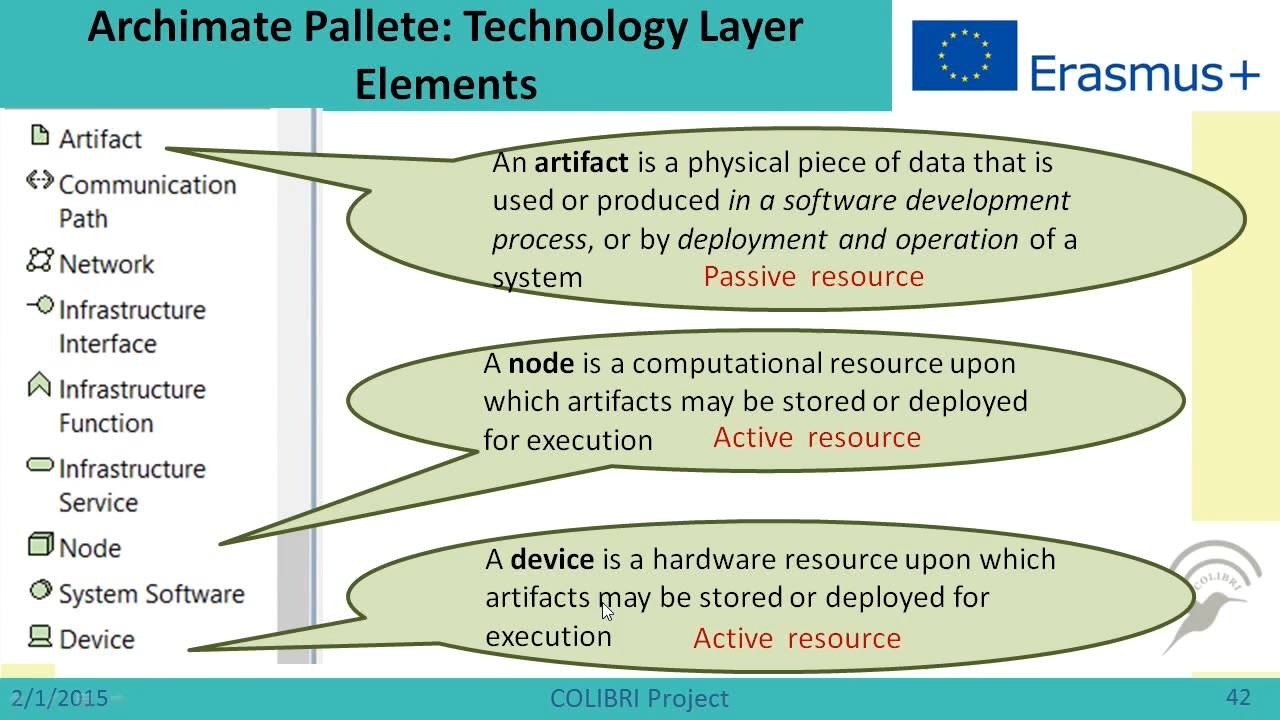 Archimate Pallete: Technology Layer
Elements
Erasmus+
Artifact
Communication
Path
Network
Infrastructure
Interface
Infrastructure
Function
Infrastructure
Service
Node
System Software
Device
An artifact is a physical piece of data that is
used or produced in a software development
process, or by deployment and operation of a
system Passive resource
A node is a computational resource upon
which artifacts may be stored or deployed
for execution Active resource
A device is a hardware resource upon which
artifacts may be stored or deployed for
execution Active resource
COLIBRI
2/1/2015 COLIBRI Project 42